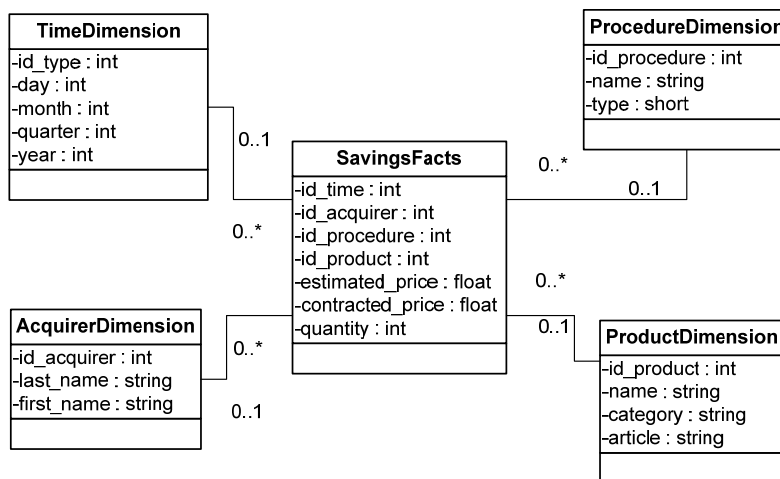 TimeDimension
-id_type : int
-day : int
-month : int
-quarter : int
-year : int
0..1
0..*
ProcedureDimension
-id_procedure : int
-name : string
-type : short
0..*
0..1
SavingsFacts
-id_time : int
-id_acquirer : int
-id_procedure : int
-id_product : int
-estimated_price : float
-contracted_price : float
-quantity : int
AcquirerDimension
-id_acquirer : int
-last_name : string
-first_name : string
0..*
0..1
0..*
0..1
ProductDimension
-id_product : int
-name : string
-category : string
-article : string